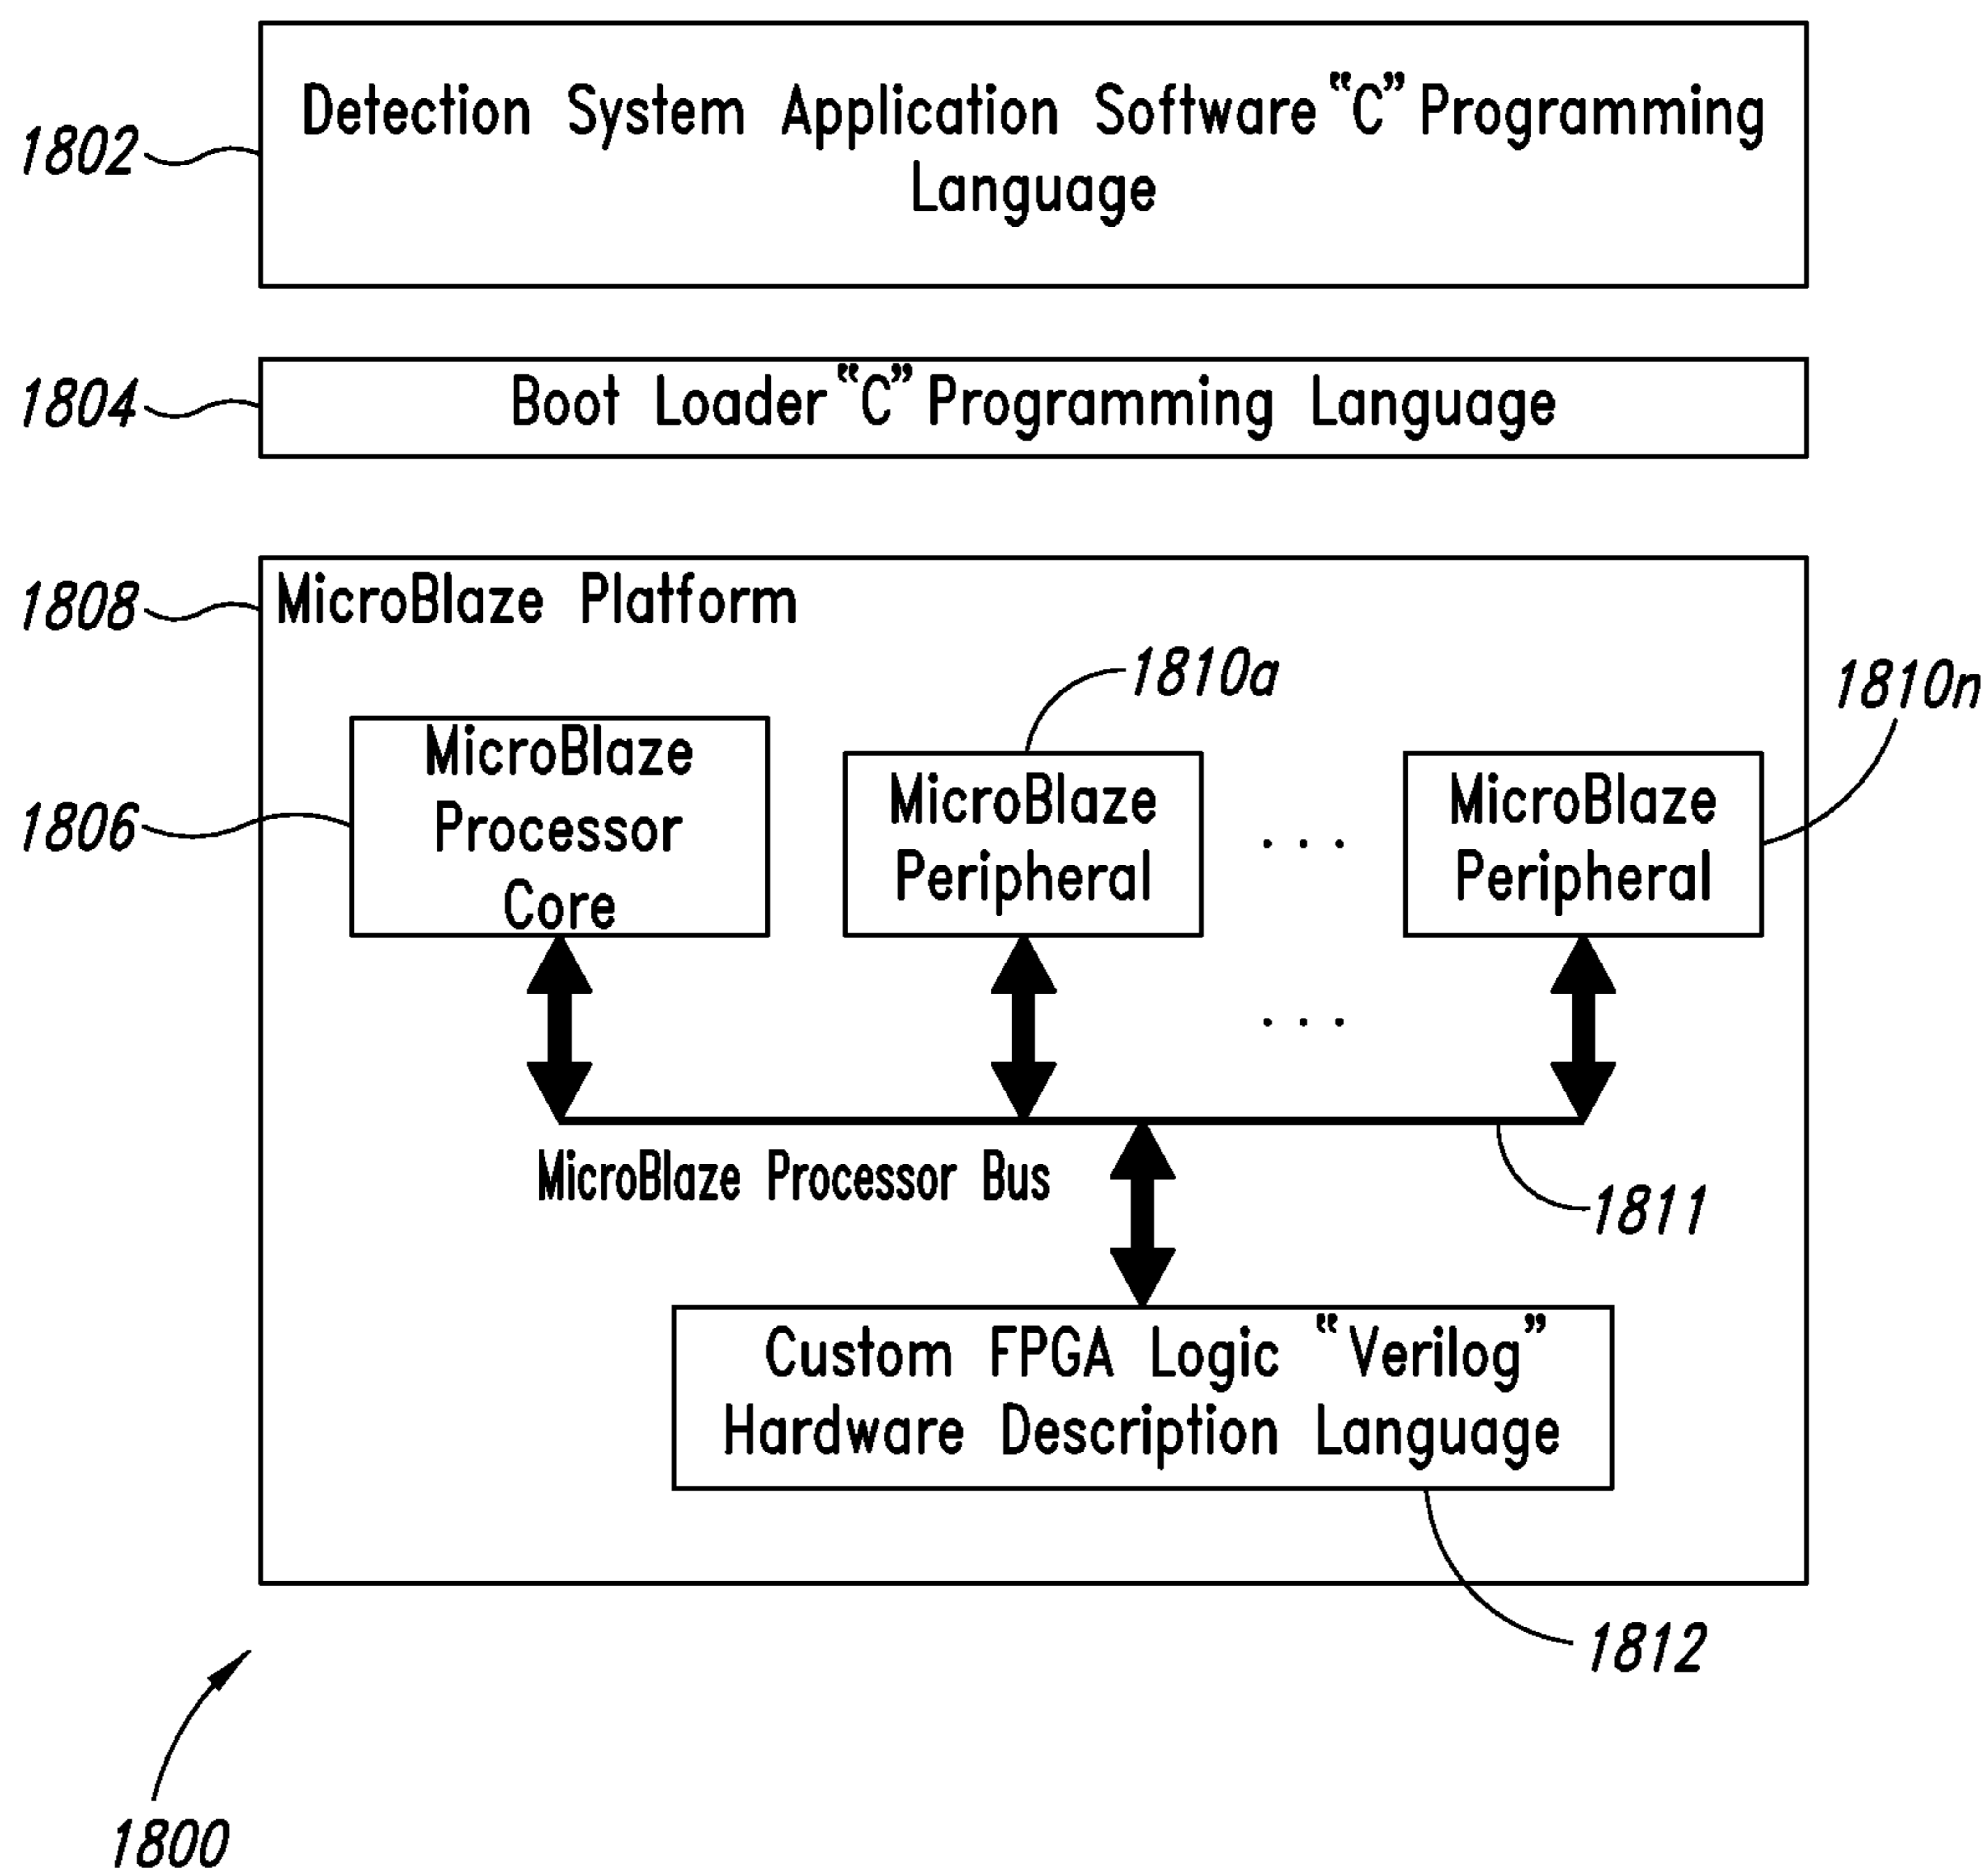 Detection System Application Software “C” Programming
Language
1802
Boot Loader “C” Programming Language
1804
1808
MicroBlaze Platform
1810a
1810n
MicroBlaze
Processor
Core
1806
MicroBlaze
Peripheral
. . .
MicroBlaze
Peripheral
. . .
MicroBlaze Processor Bus
1811
Custom FPGA Logic “Verilog”
Hardware Description Language
1812
1800